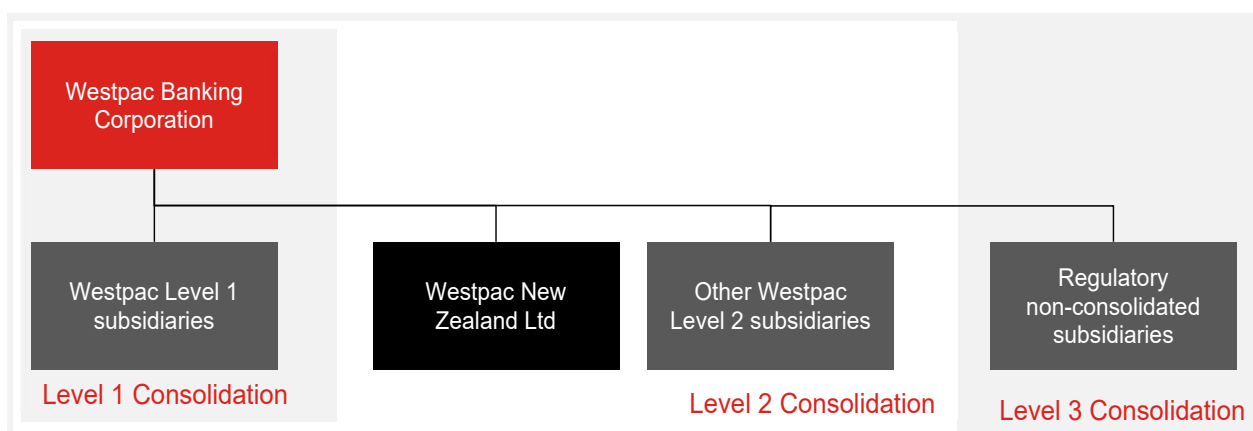 Westpac Banking
Corporation
Westpac Level 1
subsidiaries
Westpac New
Zealand Ltd
Other Westpac
Level 2 subsidiaries
Regulatory
non-consolidated
subsidiaries
Level 1 Consolidation
Level 2 Consolidation
Level 3 Consolidation